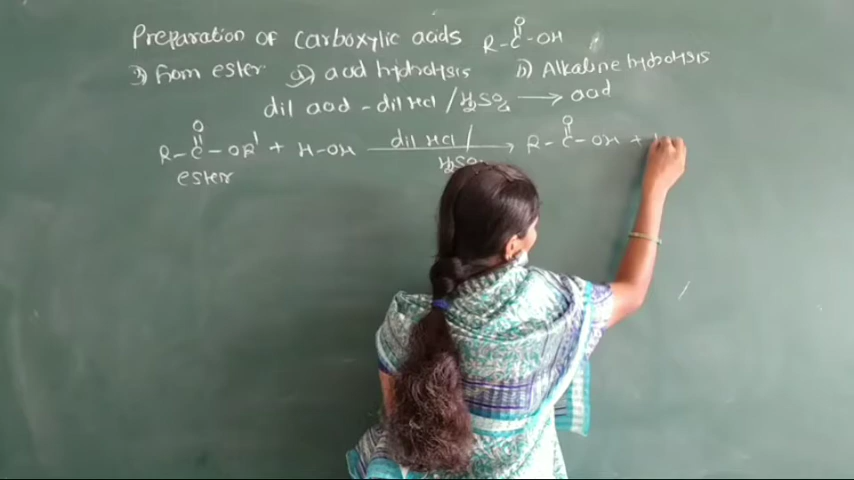 Preparation of carboxylic acids R-C-OH
O
3) from ester a) acid hydrolysis b) Alkaline hydrolysis
dil acid - dil HCl / H₂SO₄ → acid
O O
R-C-OR' + H-OH dil HCl / H₂SO₄ → R-C-OH +
ester